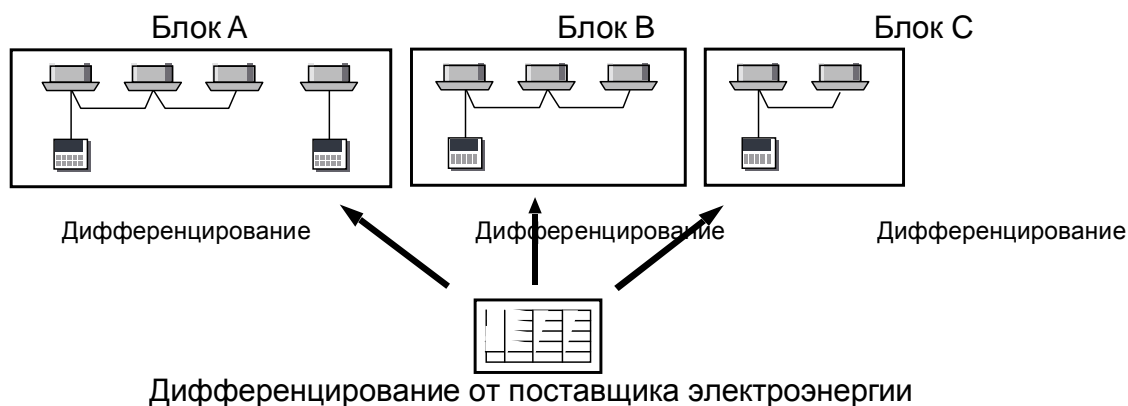 Блок A Блок B Блок C
Дифференцирование Дифференцирование Дифференцирование
Дифференцирование от поставщика электроэнергии